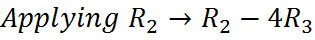 Applying R₂ → R₂ − 4R₃